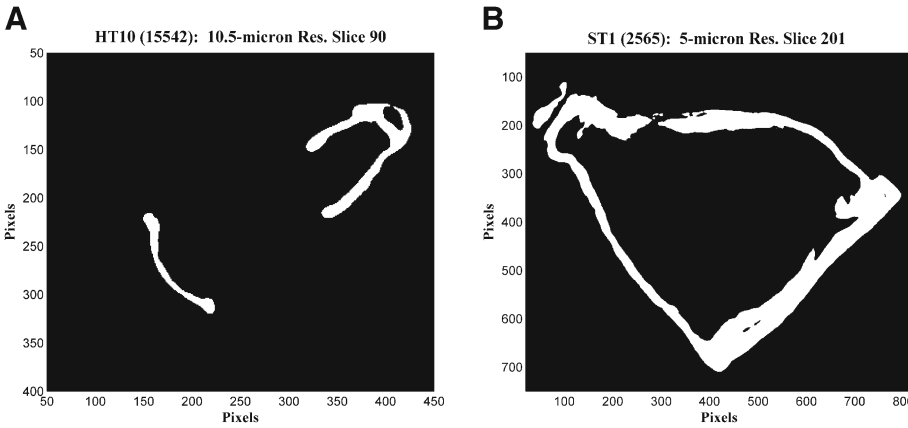 A
HT10 (15542): 10.5-micron Res. Slice 90
50
100
150
200
250
300
350
400
Pixels
50 100 150 200 250 300 350 400 450
Pixels
B
ST1 (2565): 5-micron Res. Slice 201
100
200
300
400
500
600
700
Pixels
100 200 300 400 500 600 700 800
Pixels